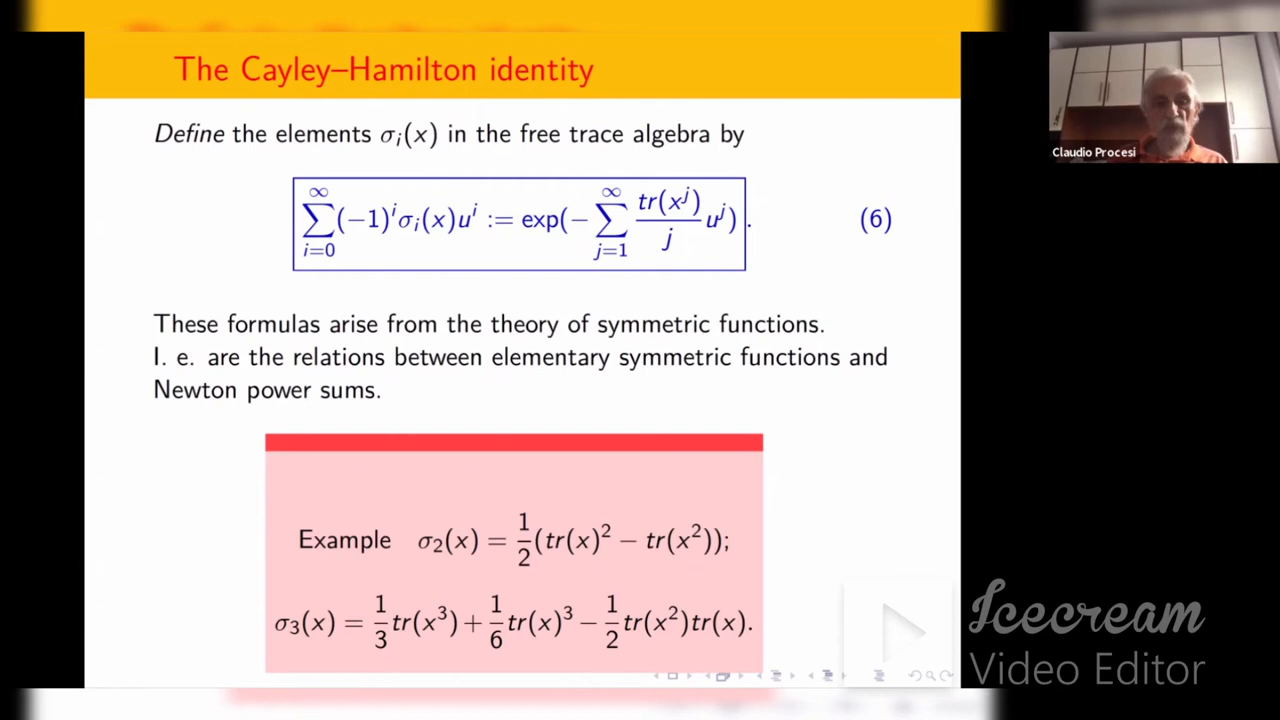 The Cayley–Hamilton identity
Define the elements σᵢ(x) in the free trace algebra by
∑_{i=0}^{∞} (−1)ⁱσᵢ(x)uⁱ := exp(− ∑_{j=1}^{∞} tr(xʲ)/j uʲ) . (6)
These formulas arise from the theory of symmetric functions.
I. e. are the relations between elementary symmetric functions and
Newton power sums.
Example σ₂(x) = 1/2 (tr(x)² − tr(x²));
σ₃(x) = 1/3 tr(x³) + 1/6 tr(x)³ − 1/2 tr(x²)tr(x).
Claudio Procesi
Icecream
Video Editor